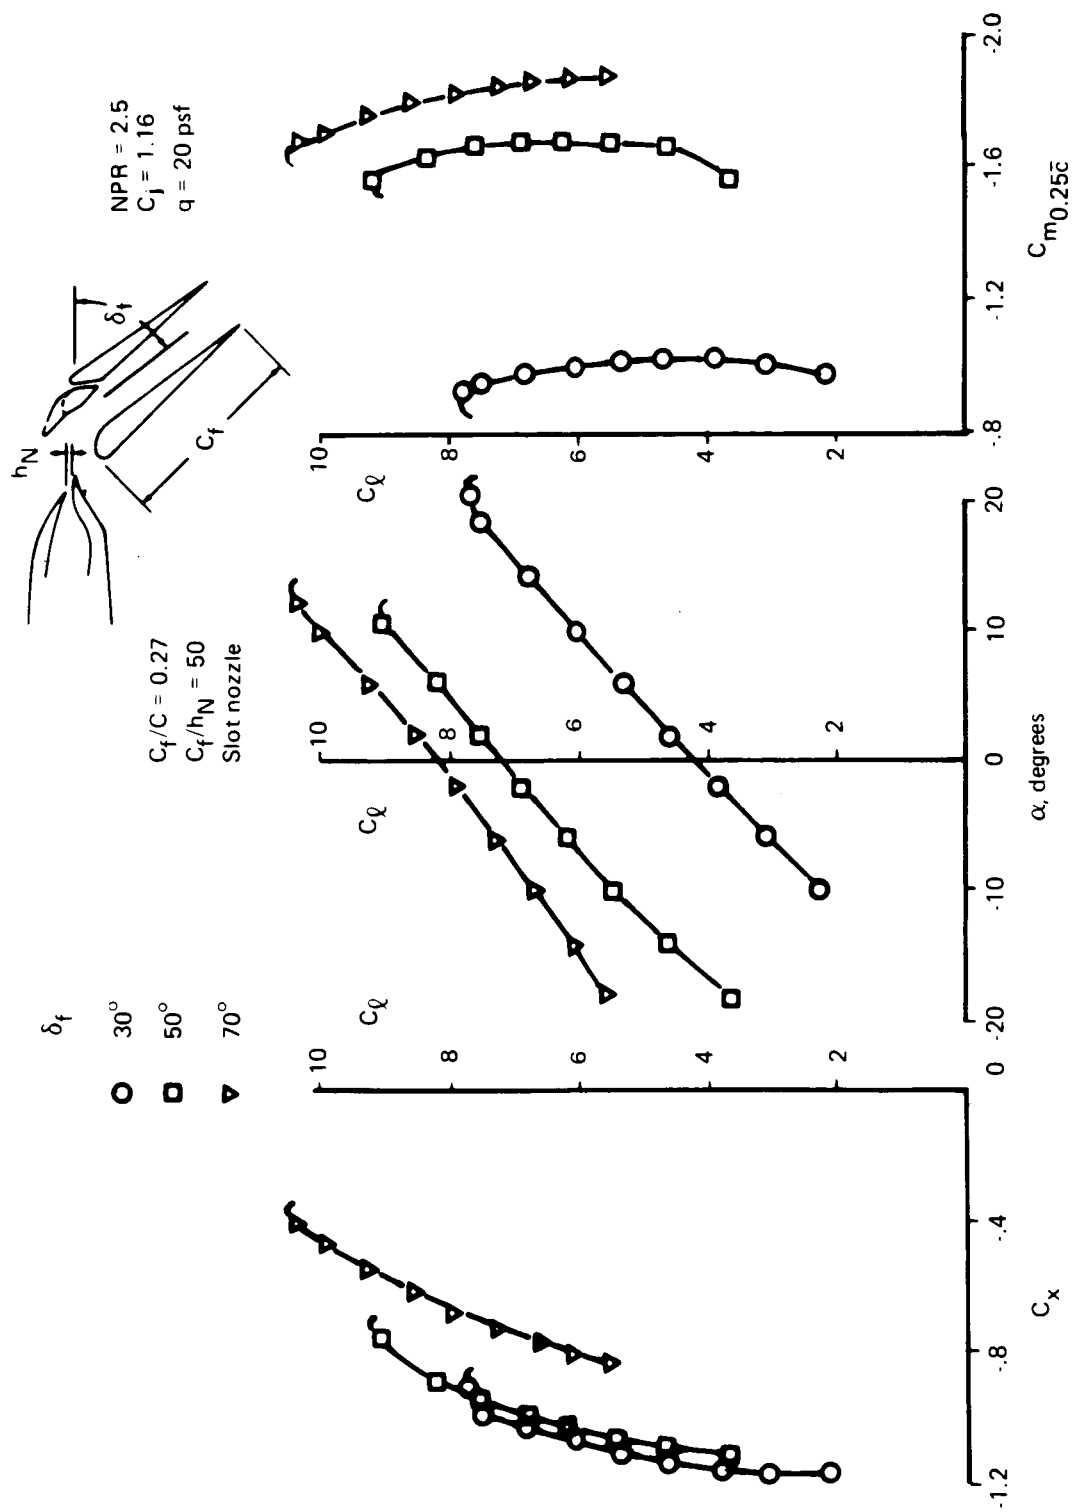 δf
○ 30°
□ 50°
▽ 70°
Cf/C = 0.27
Cf/hN = 50
Slot nozzle
hN
Cf
δf
NPR = 2.5
Cj = 1.16
q = 20 psf
Cℓ
10
8
6
4
2
0
-.4
-.8
-1.2
Cx
Cℓ
10
8
6
4
2
-20
-10
0
10
20
α, degrees
Cℓ
10
8
6
4
2
-.8
-1.2
-1.6
-2.0
Cm0.25c̄